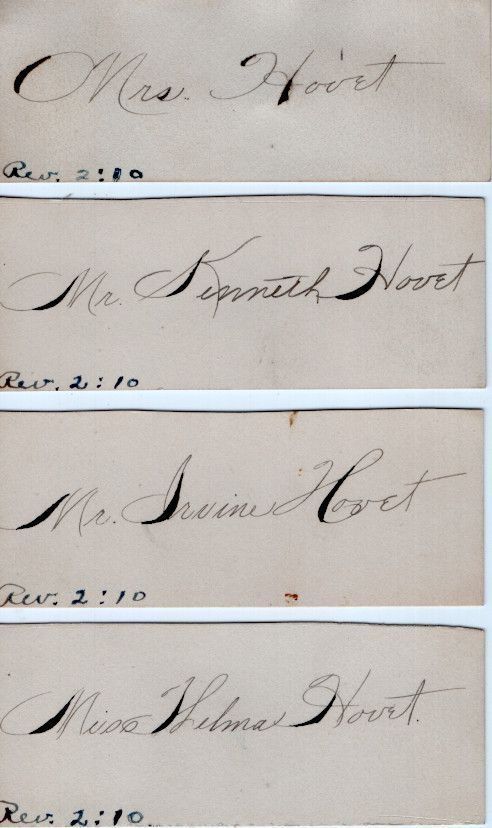 Mrs. Hovet
Rev. 2:10
Mr. Kenneth Hovet
Rev. 2:10
Mr. Irvine Hovet
Rev. 2:10
Miss Thelma Hovet.
Rev. 2:10